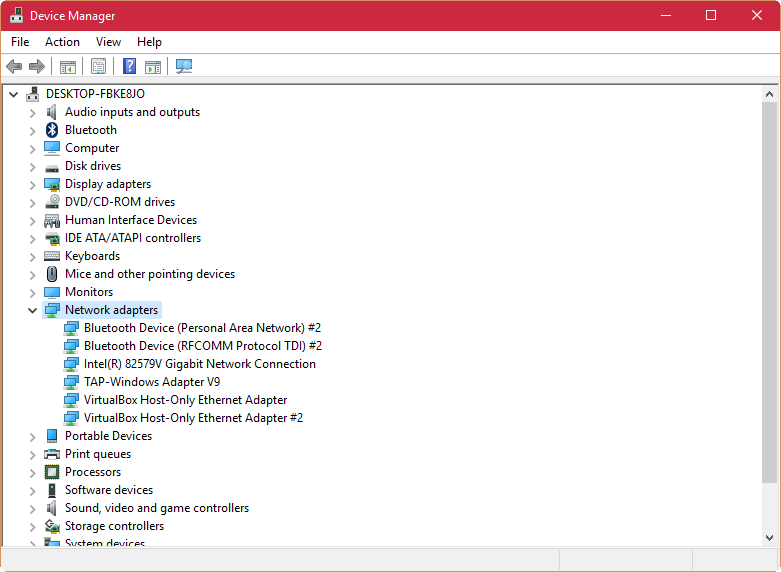 Device Manager
File Action View Help
DESKTOP-FBKE8JO
Audio inputs and outputs
Bluetooth
Computer
Disk drives
Display adapters
DVD/CD-ROM drives
Human Interface Devices
IDE ATA/ATAPI controllers
Keyboards
Mice and other pointing devices
Monitors
Network adapters
Bluetooth Device (Personal Area Network) #2
Bluetooth Device (RFCOMM Protocol TDI) #2
Intel(R) 82579V Gigabit Network Connection
TAP-Windows Adapter V9
VirtualBox Host-Only Ethernet Adapter
VirtualBox Host-Only Ethernet Adapter #2
Portable Devices
Print queues
Processors
Software devices
Sound, video and game controllers
Storage controllers
System devices